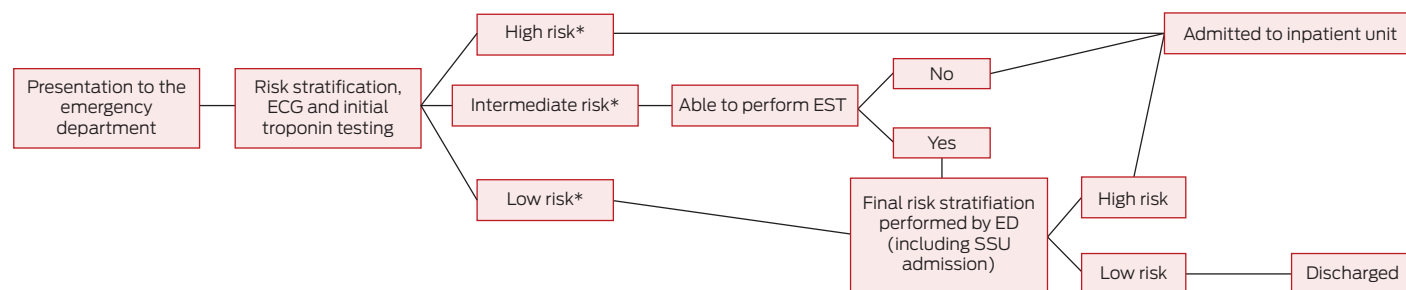 High risk*
Admitted to inpatient unit
No
Presentation to the
emergency
department
Risk stratification,
ECG and initial
troponin testing
Intermediate risk*
Able to perform EST
Yes
Low risk*
Final risk stratifiation
performed by ED
(including SSU
admission)
High risk
Low risk
Discharged